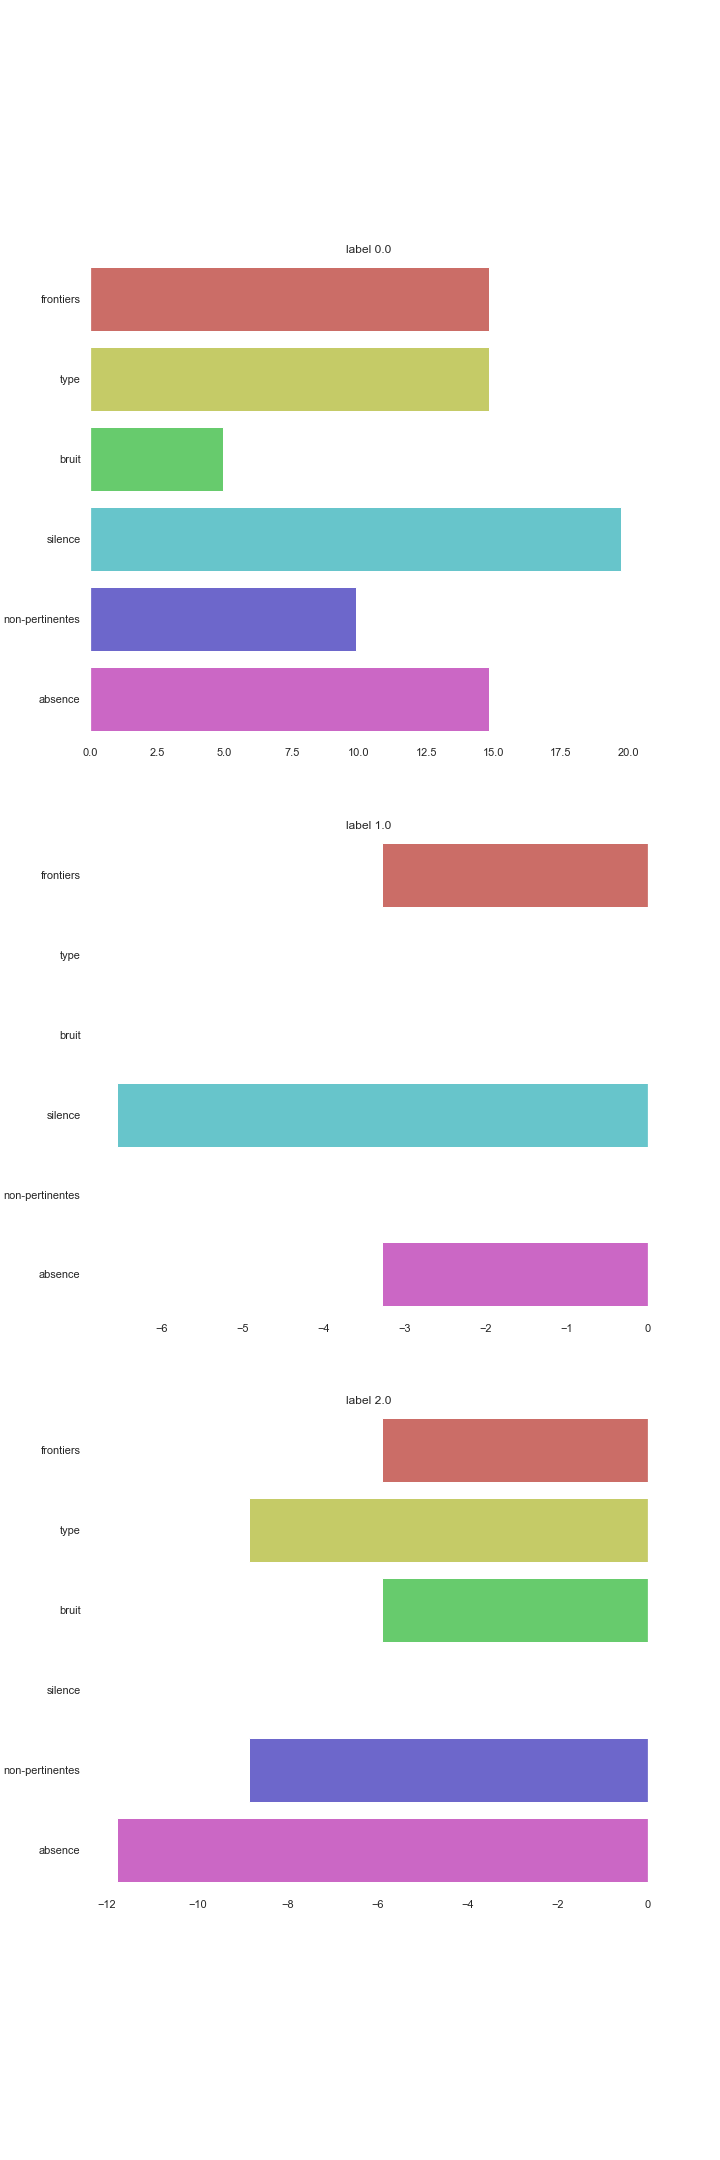 label 0.0
frontiers
type
bruit
silence
non-pertinentes
absence
0.0 2.5 5.0 7.5 10.0 12.5 15.0 17.5 20.0
label 1.0
frontiers
type
bruit
silence
non-pertinentes
absence
−6 −5 −4 −3 −2 −1 0
label 2.0
frontiers
type
bruit
silence
non-pertinentes
absence
−12 −10 −8 −6 −4 −2 0